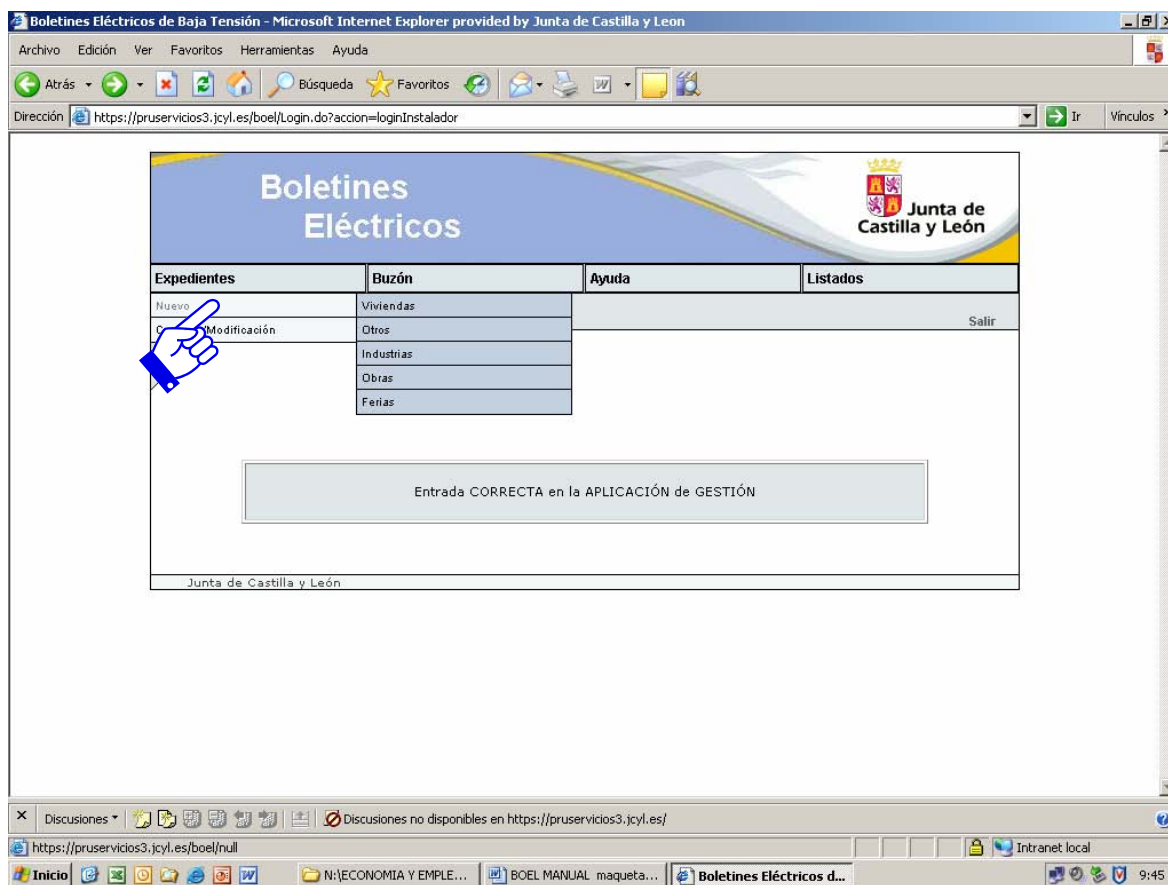 Boletines Eléctricos de Baja Tensión - Microsoft Internet Explorer provided by Junta de Castilla y Leon
Archivo Edición Ver Favoritos Herramientas Ayuda
Atrás Búsqueda Favoritos
Dirección https://pruservicios3.jcyl.es/boel/Login.do?accion=loginInstalador Ir Vínculos
Boletines
Eléctricos
Junta de
Castilla y León
Expedientes Buzón Ayuda Listados
Nuevo Viviendas
Salir
/Modificación Otros
Industrias
Obras
Ferias
Entrada CORRECTA en la APLICACIÓN de GESTIÓN
Junta de Castilla y León
Discusiones Discusiones no disponibles en https://pruservicios3.jcyl.es/
https://pruservicios3.jcyl.es/boel/null Intranet local
Inicio N:\ECONOMIA Y EMPLE... BOEL MANUAL maqueta... Boletines Eléctricos d... 9:45